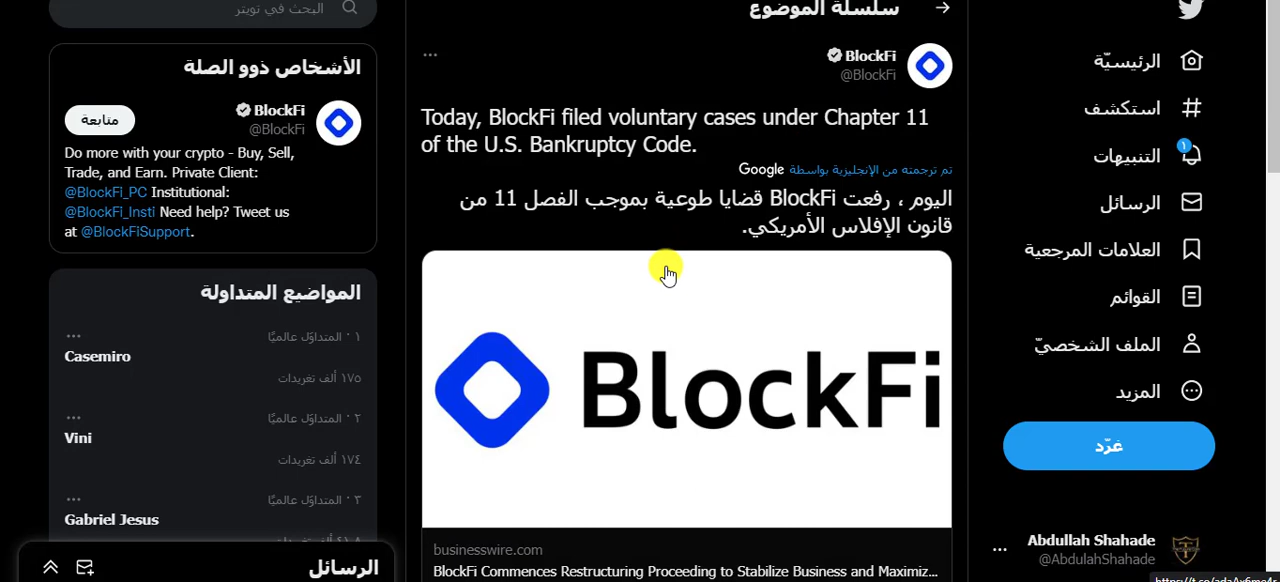 سلسلة الموضوع
BlockFi
@BlockFi
Today, BlockFi filed voluntary cases under Chapter 11
of the U.S. Bankruptcy Code.
تم ترجمته من الإنجليزية بواسطة Google
اليوم ، رفعت BlockFi قضايا طوعية بموجب الفصل 11 من
قانون الإفلاس الأمريكي.
BlockFi
businesswire.com
BlockFi Commences Restructuring Proceeding to Stabilize Business and Maximiz...
الرئيسيّة
استكشف
١
التنبيهات
الرسائل
العلامات المرجعية
القوائم
الملف الشخصيّ
المزيد
غرّد
Abdullah Shahade
@AbdulahShahade
البحث في تويتر
الأشخاص ذوو الصلة
BlockFi
@BlockFi
متابعة
Do more with your crypto - Buy, Sell,
Trade, and Earn. Private Client:
@BlockFi_PC Institutional:
@BlockFi_Insti Need help? Tweet us
at @BlockFiSupport.
المواضيع المتداولة
١ · المتداوَل عالميًا
Casemiro
١٧٥ ألف تغريدات
٢ · المتداوَل عالميًا
Vini
١٧٤ ألف تغريدات
٣ · المتداوَل عالميًا
Gabriel Jesus
الرسائل